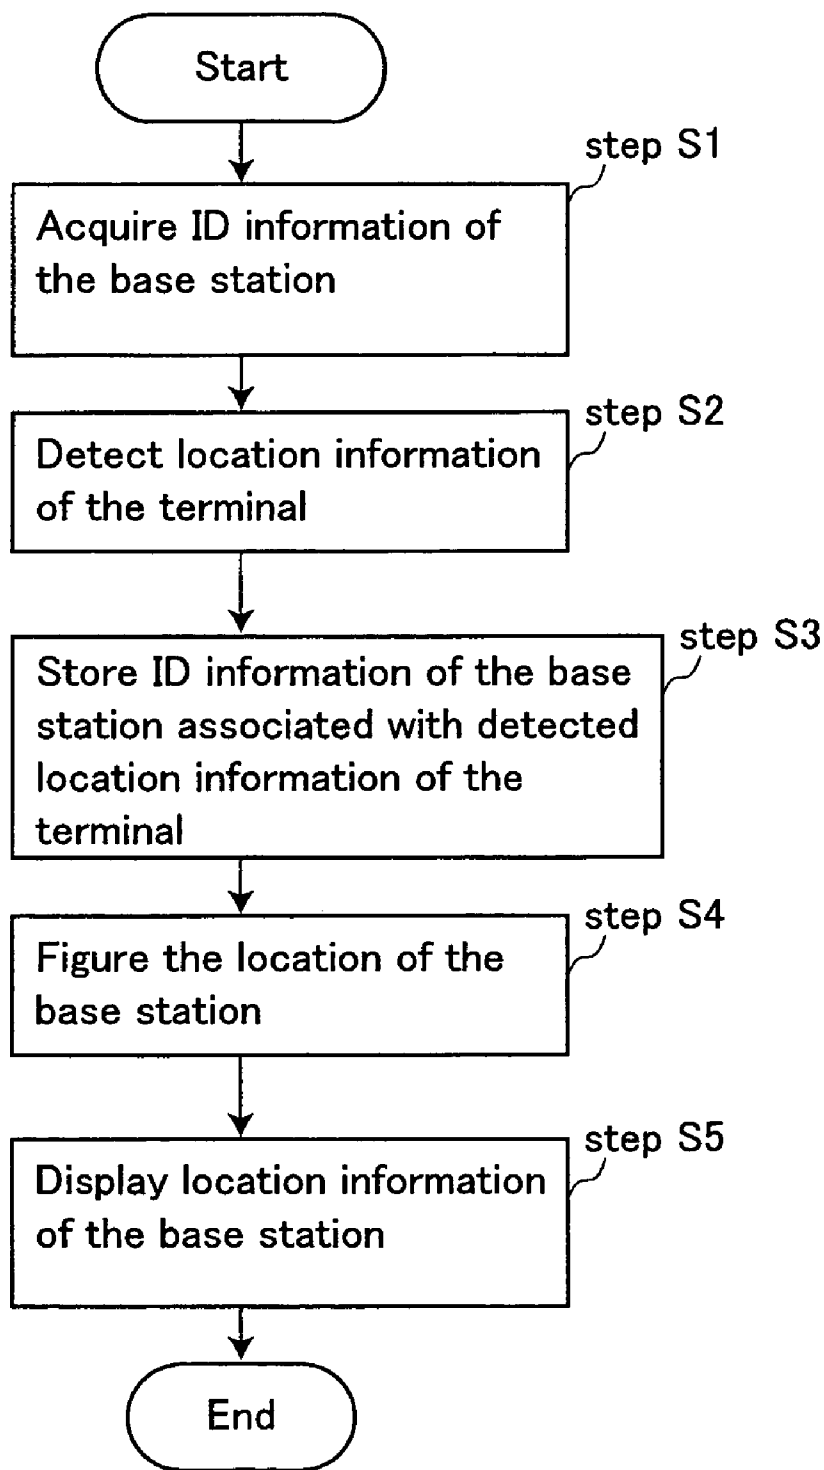 Start
step S1
Acquire ID information of
the base station
step S2
Detect location information
of the terminal
step S3
Store ID information of the base
station associated with detected
location information of the
terminal
step S4
Figure the location of the
base station
step S5
Display location information
of the base station
End